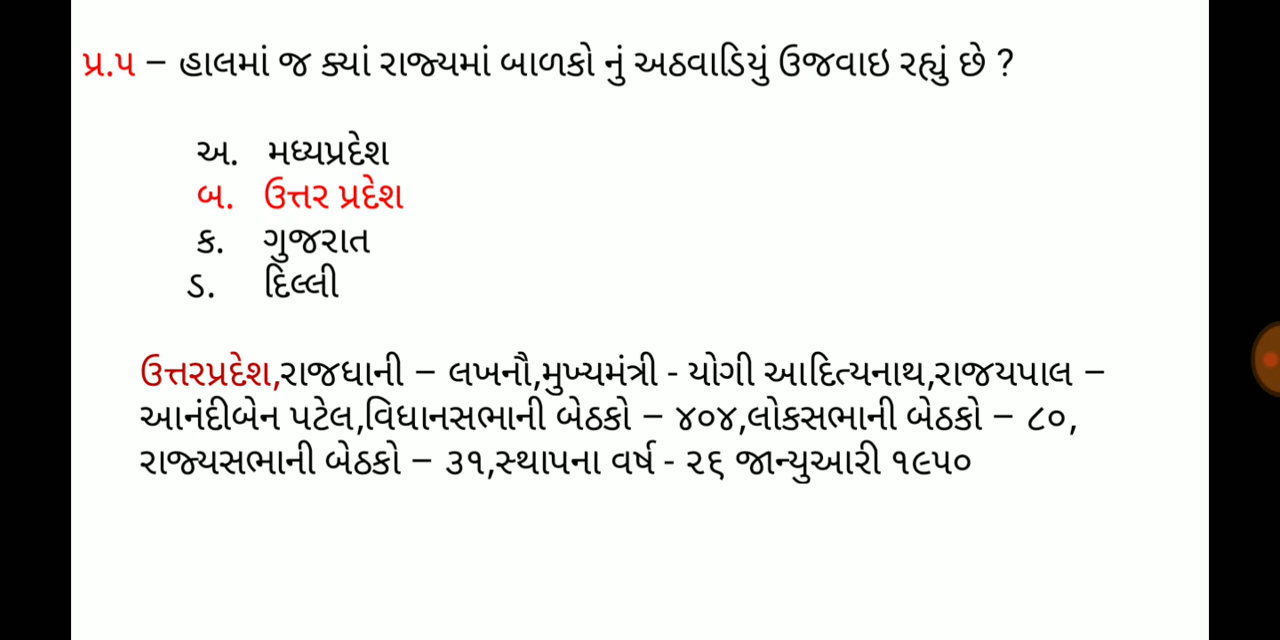 પ્ર.૫ – હાલમાં જ ક્યાં રાજ્યમાં બાળકો નું અઠવાડિયું ઉજવાઇ રહ્યું છે ?
અ. મધ્યપ્રદેશ
બ. ઉત્તર પ્રદેશ
ક. ગુજરાત
ડ. દિલ્લી
ઉત્તરપ્રદેશ,રાજધાની – લખનૌ,મુખ્યમંત્રી - યોગી આદિત્યનાથ,રાજયપાલ –
આનંદીબેન પટેલ,વિધાનસભાની બેઠકો – ૪૦૪,લોકસભાની બેઠકો – ૮૦,
રાજ્યસભાની બેઠકો – ૩૧,સ્થાપના વર્ષ - ૨૬ જાન્યુઆરી ૧૯૫૦